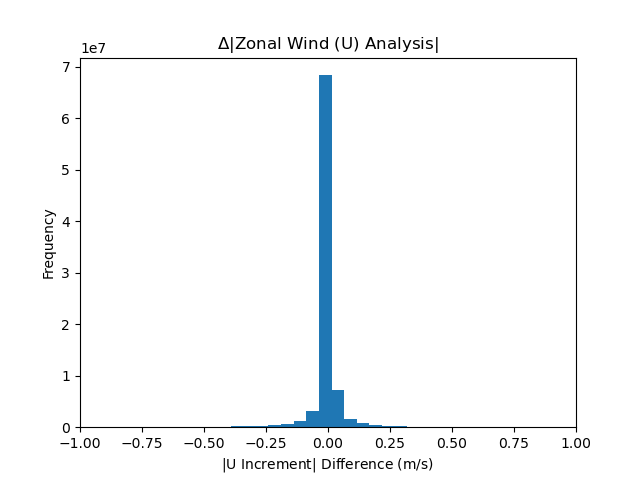 Δ|Zonal Wind (U) Analysis|
1e7
7
6
5
4
3
2
1
0
Frequency
−1.00 −0.75 −0.50 −0.25 0.00 0.25 0.50 0.75 1.00
|U Increment| Difference (m/s)